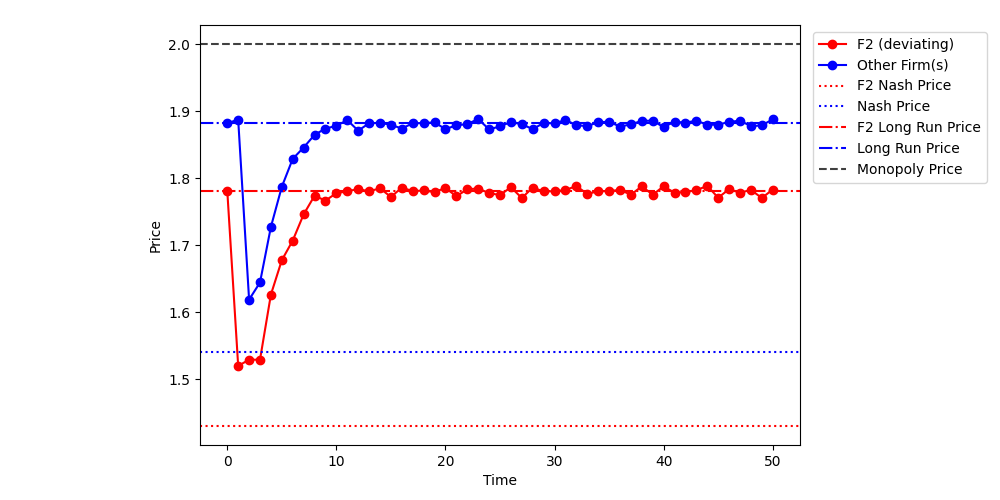 2.0
1.9
1.8
1.7
1.6
1.5
Price
0
10
20
30
40
50
Time
F2 (deviating)
Other Firm(s)
F2 Nash Price
Nash Price
F2 Long Run Price
Long Run Price
Monopoly Price